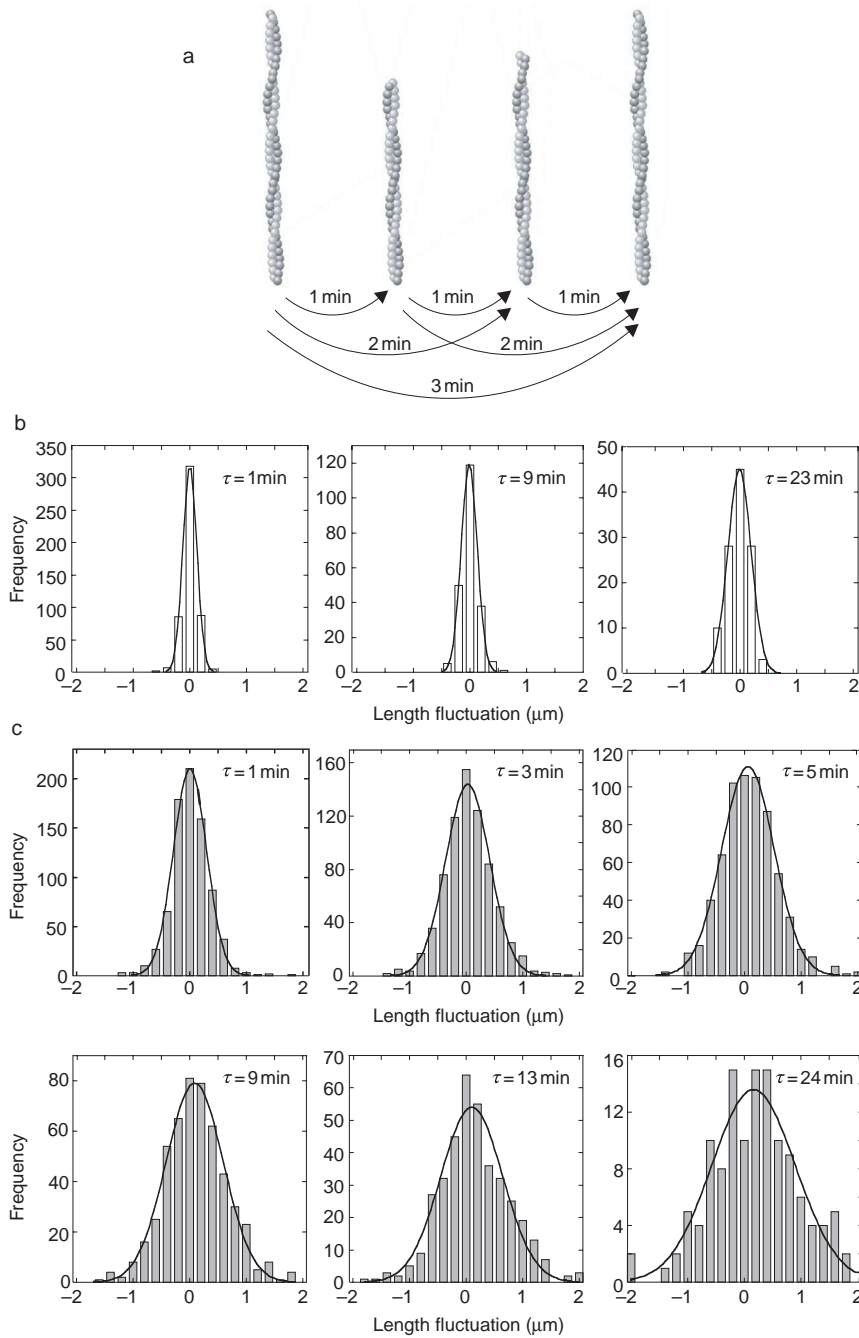 a
1 min 1 min 1 min
2 min 2 min
3 min
b
350
300
250
200
150
100
50
0
τ = 1min
–2 –1 0 1 2
120
100
80
60
40
20
0
τ = 9 min
–2 –1 0 1 2
50
40
30
20
10
0
τ = 23 min
–2 –1 0 1 2
Frequency
Length fluctuation (μm)
c
200
150
100
50
0
τ = 1 min
–2 –1 0 1 2
160
120
80
40
0
τ = 3 min
–2 –1 0 1 2
120
100
80
60
40
20
0
τ = 5 min
–2 –1 0 1 2
Frequency
Length fluctuation (μm)
80
60
40
20
0
τ = 9 min
–2 –1 0 1 2
70
60
50
40
30
20
10
0
τ = 13 min
–2 –1 0 1 2
16
12
8
4
0
τ = 24 min
–2 –1 0 1 2
Frequency
Length fluctuation (μm)